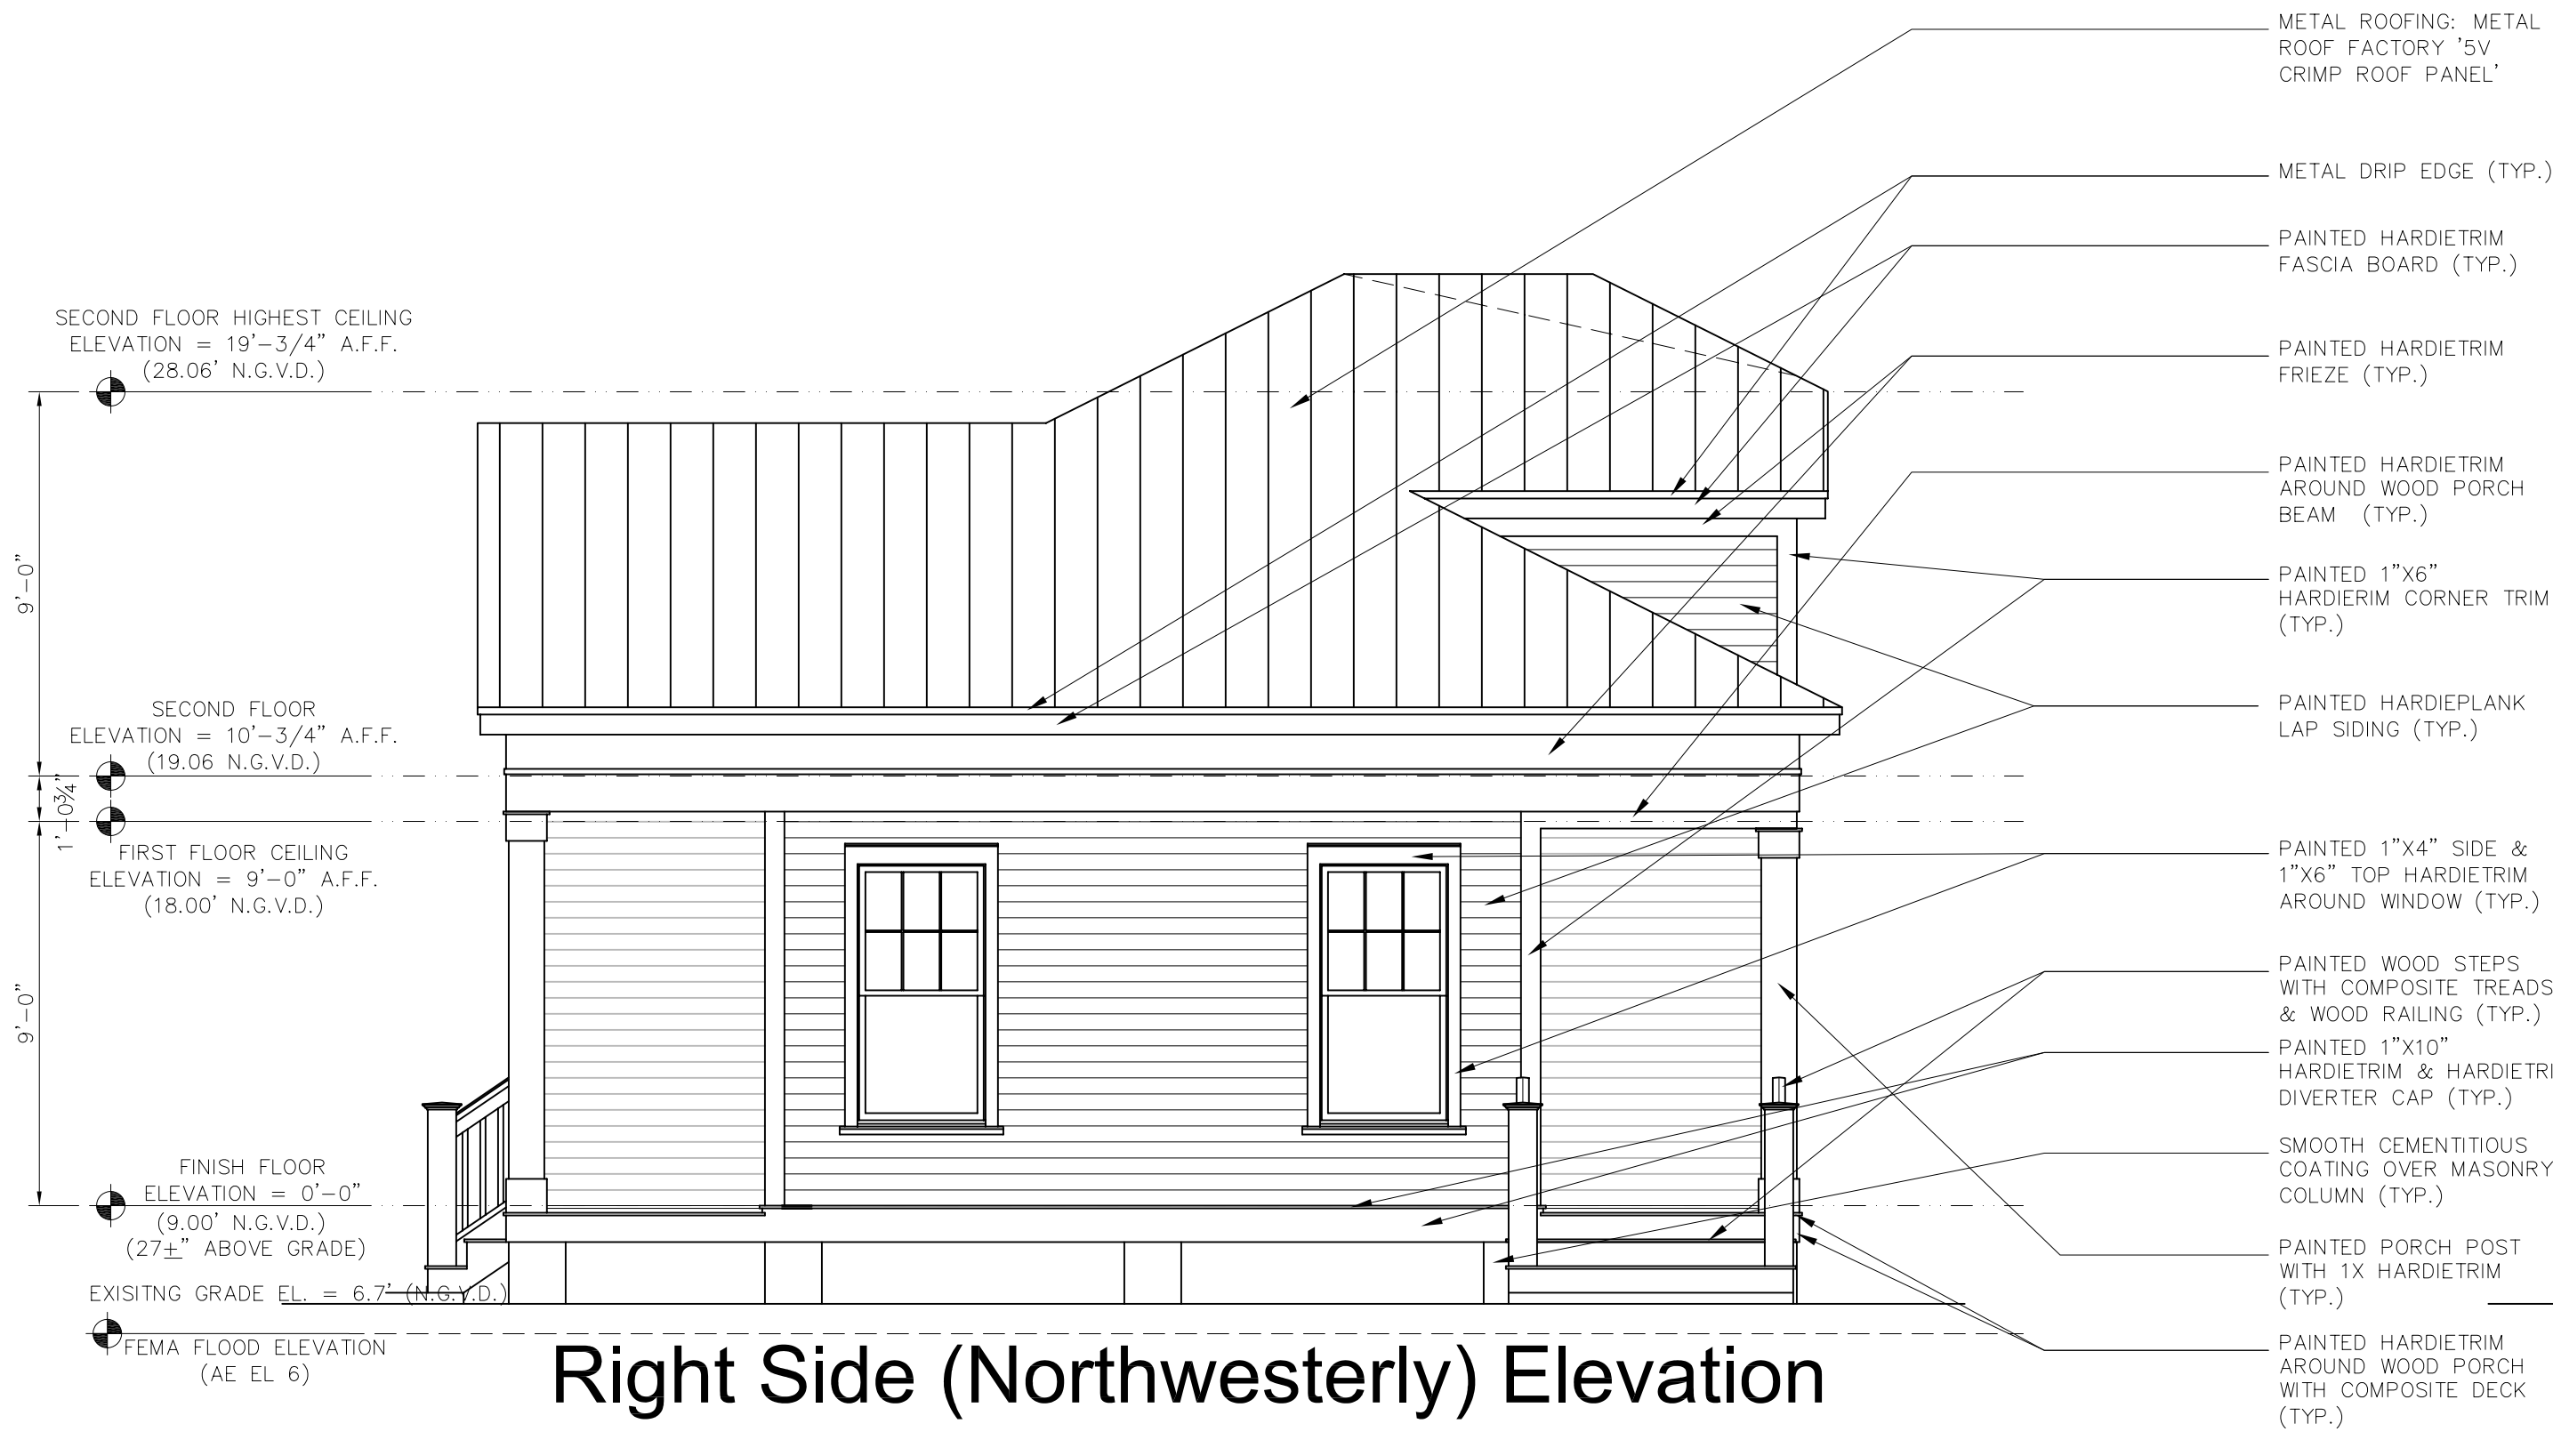 METAL ROOFING: METAL
ROOF FACTORY '5V
CRIMP ROOF PANEL'
METAL DRIP EDGE (TYP.)
PAINTED HARDIETRIM
FASCIA BOARD (TYP.)
PAINTED HARDIETRIM
FRIEZE (TYP.)
PAINTED HARDIETRIM
AROUND WOOD PORCH
BEAM (TYP.)
PAINTED 1"X6"
HARDIERIM CORNER TRIM
(TYP.)
PAINTED HARDIEPLANK
LAP SIDING (TYP.)
PAINTED 1"X4" SIDE &
1"X6" TOP HARDIETRIM
AROUND WINDOW (TYP.)
PAINTED WOOD STEPS
WITH COMPOSITE TREADS
& WOOD RAILING (TYP.)
PAINTED 1"X10"
HARDIETRIM & HARDIETRI
DIVERTER CAP (TYP.)
SMOOTH CEMENTITIOUS
COATING OVER MASONRY
COLUMN (TYP.)
PAINTED PORCH POST
WITH 1X HARDIETRIM
(TYP.)
PAINTED HARDIETRIM
AROUND WOOD PORCH
WITH COMPOSITE DECK
(TYP.)
SECOND FLOOR HIGHEST CEILING
ELEVATION = 19'-3/4" A.F.F.
(28.06' N.G.V.D.)
9'-0"
SECOND FLOOR
ELEVATION = 10'-3/4" A.F.F.
(19.06 N.G.V.D.)
1'-0¾"
FIRST FLOOR CEILING
ELEVATION = 9'-0" A.F.F.
(18.00' N.G.V.D.)
9'-0"
FINISH FLOOR
ELEVATION = 0'-0"
(9.00' N.G.V.D.)
(27±" ABOVE GRADE)
EXISITNG GRADE EL. = 6.7' (N.G.V.D.)
FEMA FLOOD ELEVATION
(AE EL 6)
Right Side (Northwesterly) Elevation